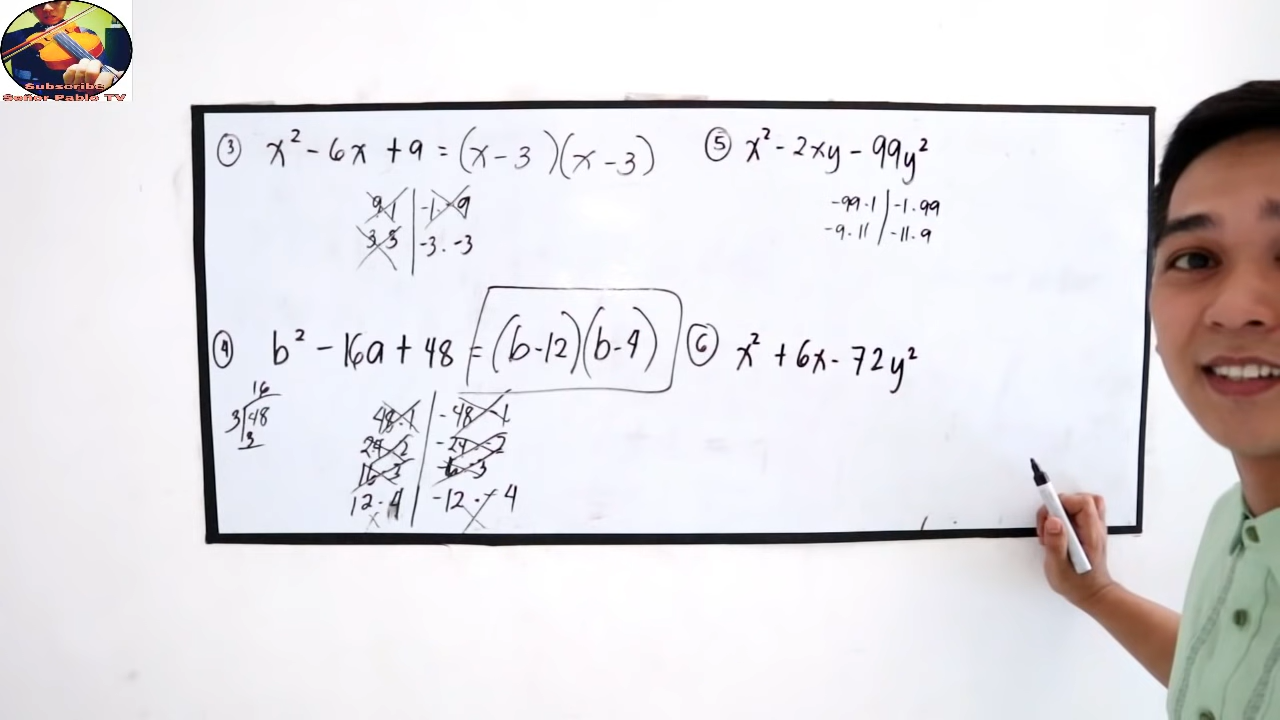 Subscribe
Señor Pablo TV
③ x² - 6x + 9 = (x - 3)(x - 3)
9·1 | -1·-9
3·3 | -3·-3
④ b² - 16a + 48 = (b-12)(b-4)
16
3√48
3
48·1 | -48·-1
24·2 | -24·-2
16·3 | -16·-3
12·4 | -12·-4
⑤ x² - 2xy - 99y²
-99·1 | -1·99
-9·11 | -11·9
⑥ x² + 6x - 72y²